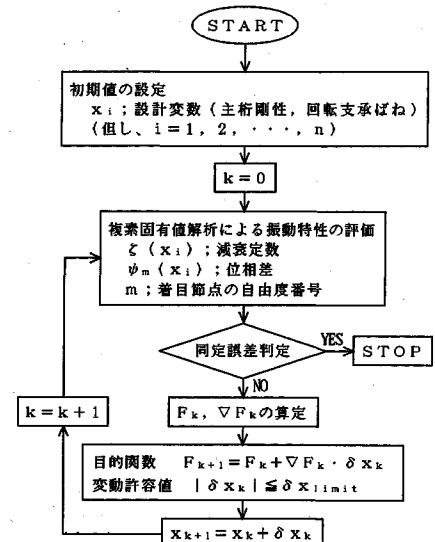 START
初期値の設定
xi；設計変数（主桁剛性，回転支承ばね）
（但し、i＝1，2，・・・，n）
k＝0
複素固有値解析による振動特性の評価
ζ（xi）；減衰定数
ψm（xi）；位相差
m；着目節点の自由度番号
同定誤差判定
YES
STOP
NO
Fk，∇Fkの算定
k＝k＋1
目的関数 Fk+1＝Fk＋∇Fk・δxk
変動許容値 |δxk|≦δxlimit
xk+1＝xk＋δxk